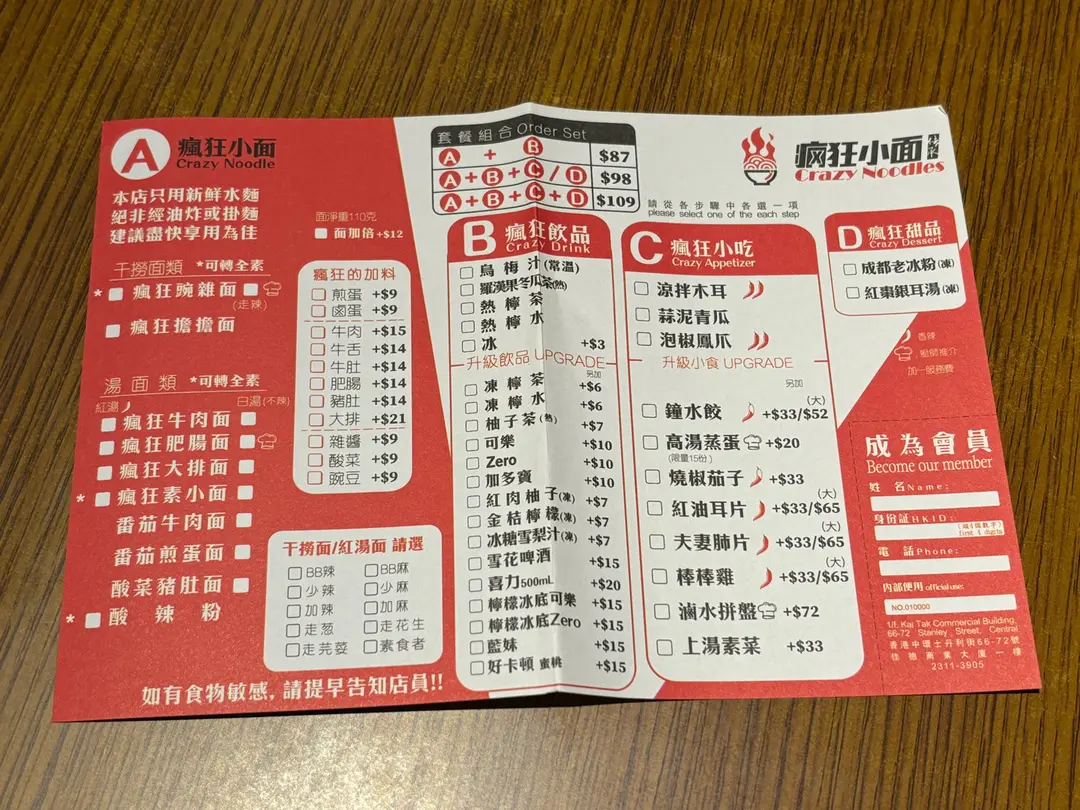 A 瘋狂小面
Crazy Noodle
本店只用新鮮水麵
絕非經油炸或掛麵
建議盡快享用為佳
面淨重110克
面加倍+$12
干撈面類 *可轉全素
* 瘋狂豌雜面
(走辣)
瘋狂擔擔面
湯面類 *可轉全素
紅湯 白湯(不辣)
瘋狂牛肉面
瘋狂肥腸面
瘋狂大排面
* 瘋狂素小面
番茄牛肉面
番茄煎蛋面
酸菜豬肚面
* 酸辣粉
瘋狂的加料
煎蛋 +$9
鹵蛋 +$9
牛肉 +$15
牛舌 +$14
牛肚 +$14
肥腸 +$14
豬肚 +$14
大排 +$21
雜醬 +$9
酸菜 +$9
豌豆 +$9
干撈面/紅湯面 請選
BB辣 BB麻
少辣 少麻
加辣 加麻
走葱 走花生
走芫荽 素食者
如有食物敏感,請提早告知店員!!
套餐組合 Order Set
A + B $87
A+B+C/D $98
A+B+C+D $109
請從各步驟中各選一項
please select one of the each step
B 瘋狂飲品
Crazy Drink
烏梅汁(常溫)
羅漢果冬瓜茶(熱)
熱檸茶
熱檸水
冰 +$3
升級飲品 UPGRADE
另加
凍檸茶 +$6
凍檸水 +$6
柚子茶(熱) +$7
可樂 +$10
Zero +$10
加多寶 +$10
紅肉柚子(凍) +$7
金桔檸檬(凍) +$7
冰糖雪梨汁(凍) +$7
雪花啤酒 +$15
喜力500mL +$20
檸檬冰底可樂 +$15
檸檬冰底Zero +$15
藍妹 +$15
好卡頓 蜜桃 +$15
C 瘋狂小吃
Crazy Appetizer
涼拌木耳
蒜泥青瓜
泡椒鳳爪
升級小食 UPGRADE
另加
(大)
鐘水餃 +$33/$52
高湯蒸蛋 +$20
(限量15份)
燒椒茄子 +$33
(大)
紅油耳片 +$33/$65
(大)
夫妻肺片 +$33/$65
(大)
棒棒雞 +$33/$65
滷水拼盤 +$72
上湯素菜 +$33
瘋狂小面
Crazy Noodles
D 瘋狂甜品
Crazy Dessert
成都老冰粉(凍)
紅棗銀耳湯(凍)
香辣
廚師推介
加一服務費
成為會員
Become our member
姓名Name:
身份証HKID:
(頭4個數字)
first 4 digits
電話Phone:
內部使用 official use:
NO.010000
1/f, Kai Tak Commercial Building,
66-72 Stanley Street, Central
香港中環士丹利街66-72號
佳德商業大廈一樓
2311-3905